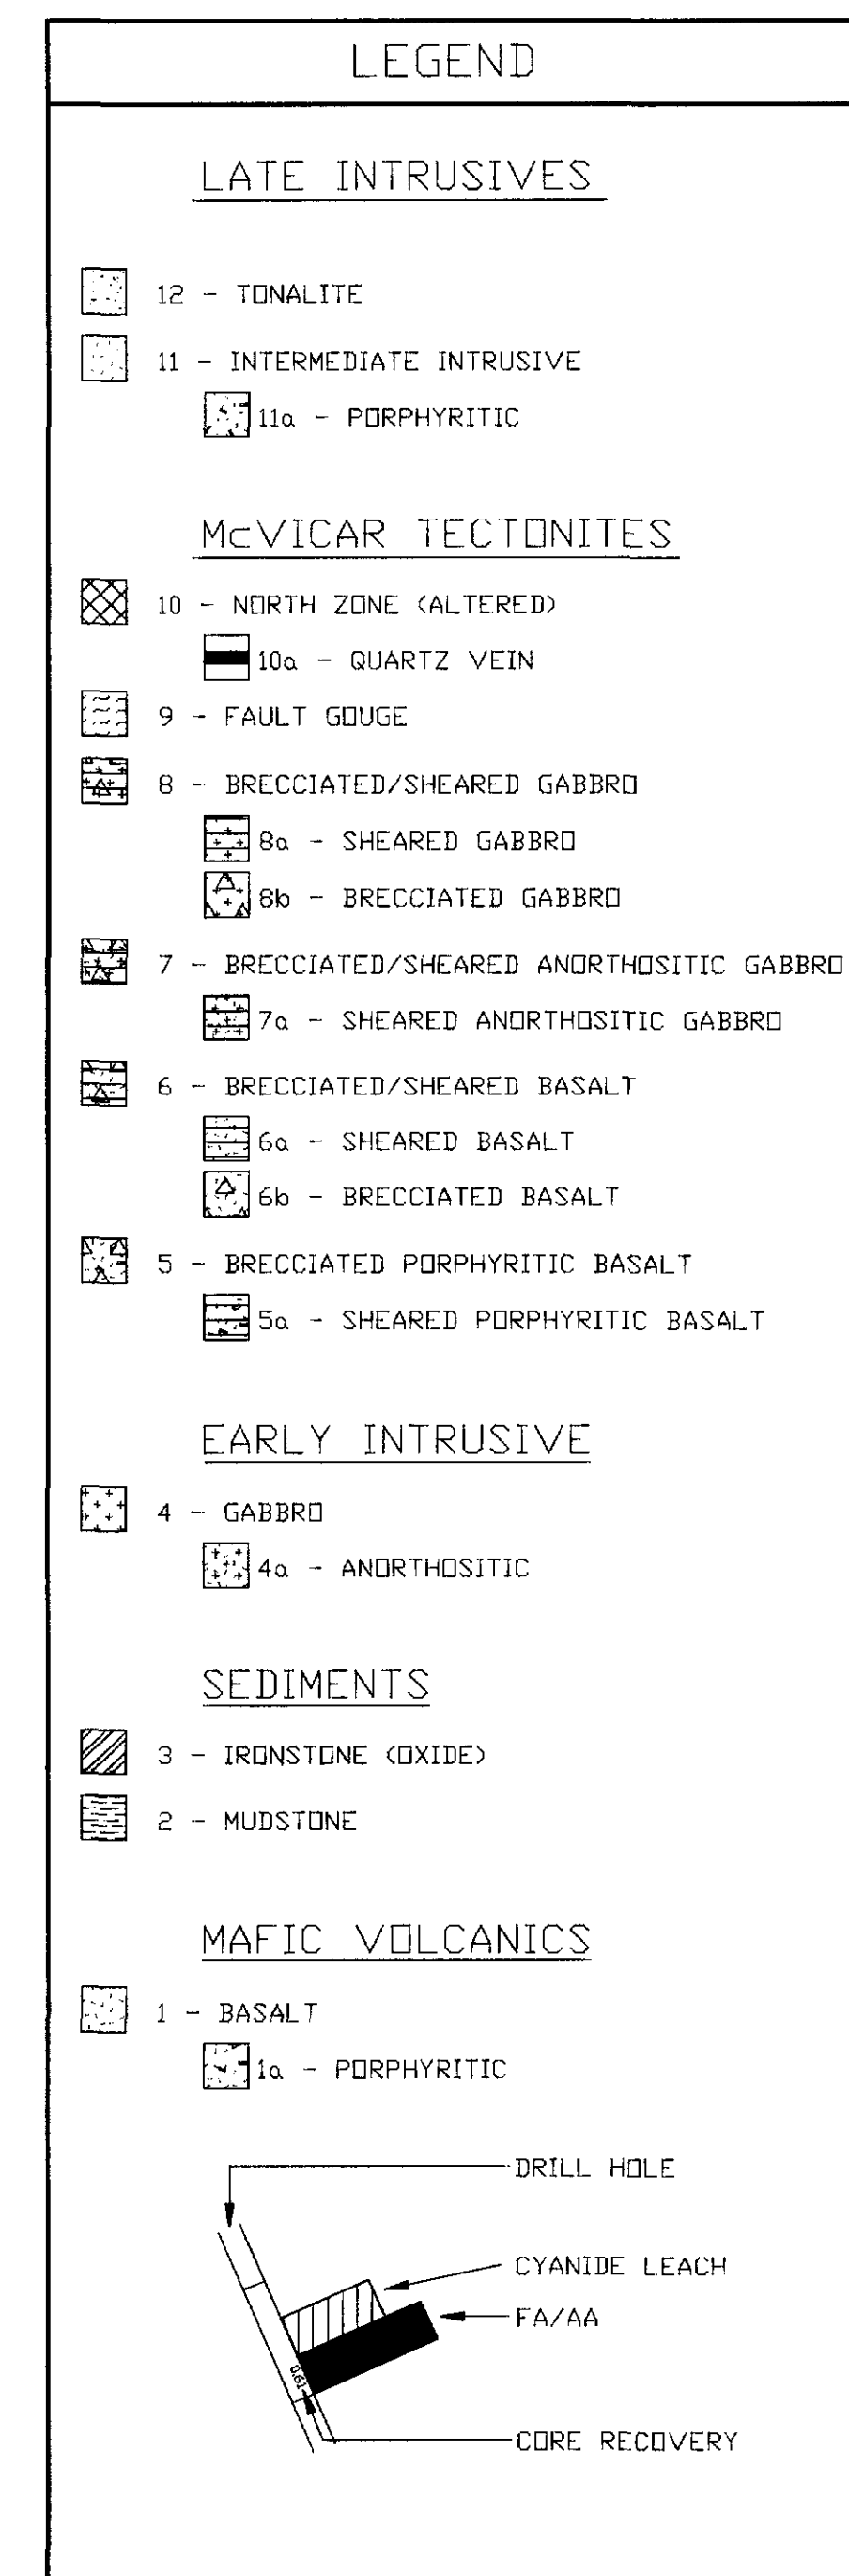 LEGEND
LATE INTRUSIVES
12 - TONALITE
11 - INTERMEDIATE INTRUSIVE
11a - PORPHYRITIC
McVICAR TECTONITES
10 - NORTH ZONE (ALTERED)
10a - QUARTZ VEIN
9 - FAULT GOUGE
8 - BRECCIATED/SHEARED GABBRO
8a - SHEARED GABBRO
8b - BRECCIATED GABBRO
7 - BRECCIATED/SHEARED ANORTHOSITIC GABBRO
7a - SHEARED ANORTHOSITIC GABBRO
6 - BRECCIATED/SHEARED BASALT
6a - SHEARED BASALT
6b - BRECCIATED BASALT
5 - BRECCIATED PORPHYRITIC BASALT
5a - SHEARED PORPHYRITIC BASALT
EARLY INTRUSIVE
4 - GABBRO
4a - ANORTHOSITIC
SEDIMENTS
3 - IRONSTONE (OXIDE)
2 - MUDSTONE
MAFIC VOLCANICS
1 - BASALT
1a - PORPHYRITIC
DRILL HOLE
CYANIDE LEACH
FA/AA
0.61
CORE RECOVERY